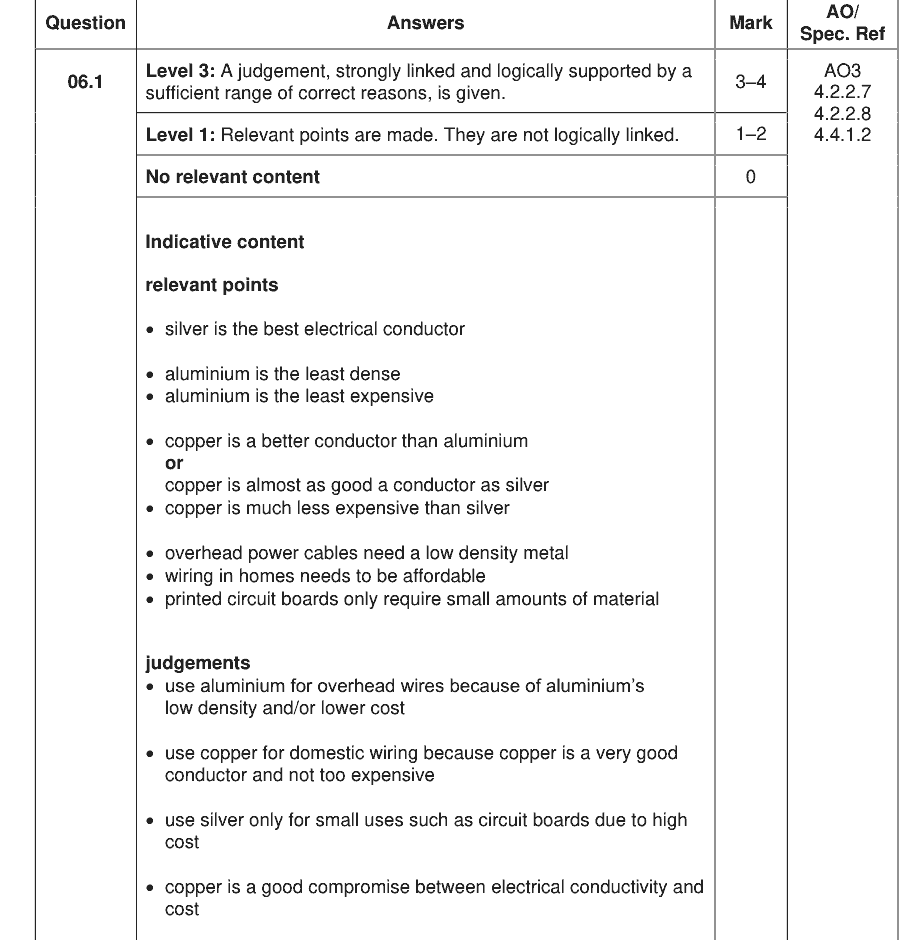 Question Answers Mark AO/
Spec. Ref
06.1 Level 3: A judgement, strongly linked and logically supported by a 3–4 AO3
sufficient range of correct reasons, is given. 4.2.2.7
4.2.2.8
Level 1: Relevant points are made. They are not logically linked. 1–2 4.4.1.2
No relevant content 0
Indicative content
relevant points
• silver is the best electrical conductor
• aluminium is the least dense
• aluminium is the least expensive
• copper is a better conductor than aluminium
or
copper is almost as good a conductor as silver
• copper is much less expensive than silver
• overhead power cables need a low density metal
• wiring in homes needs to be affordable
• printed circuit boards only require small amounts of material
judgements
• use aluminium for overhead wires because of aluminium's
low density and/or lower cost
• use copper for domestic wiring because copper is a very good
conductor and not too expensive
• use silver only for small uses such as circuit boards due to high
cost
• copper is a good compromise between electrical conductivity and
cost